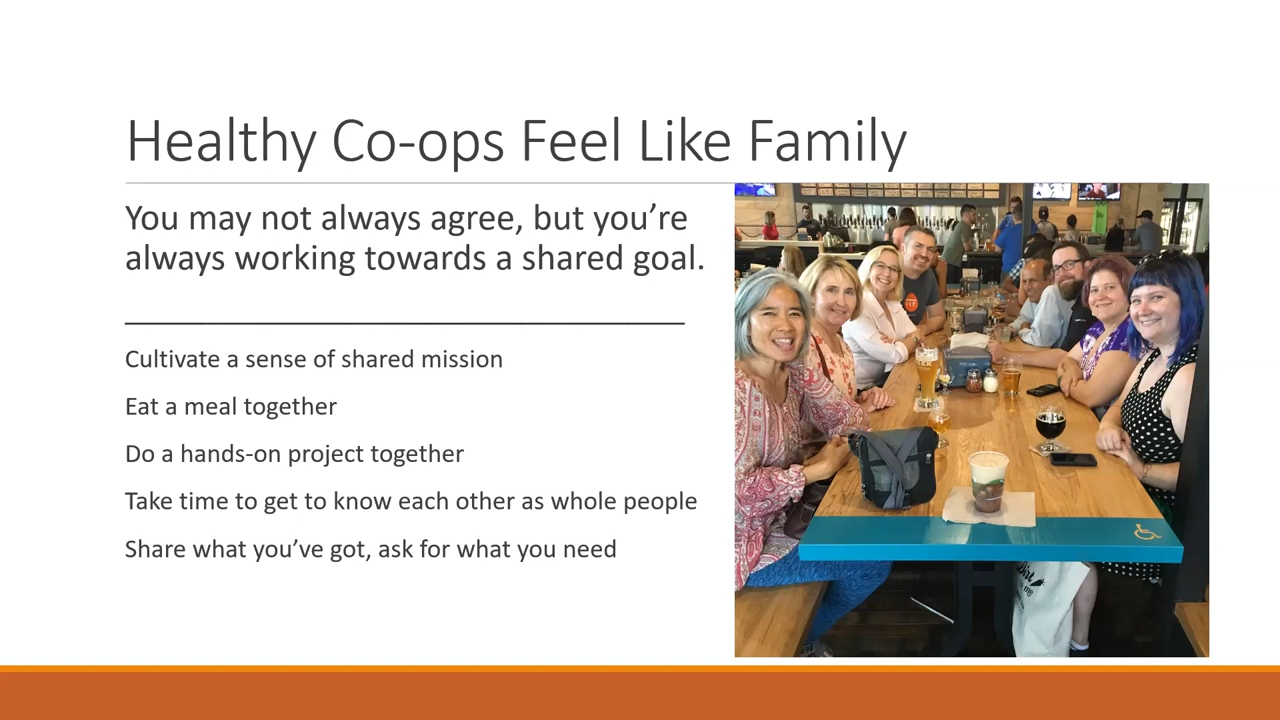 Healthy Co-ops Feel Like Family
You may not always agree, but you’re
always working towards a shared goal.
Cultivate a sense of shared mission
Eat a meal together
Do a hands-on project together
Take time to get to know each other as whole people
Share what you’ve got, ask for what you need